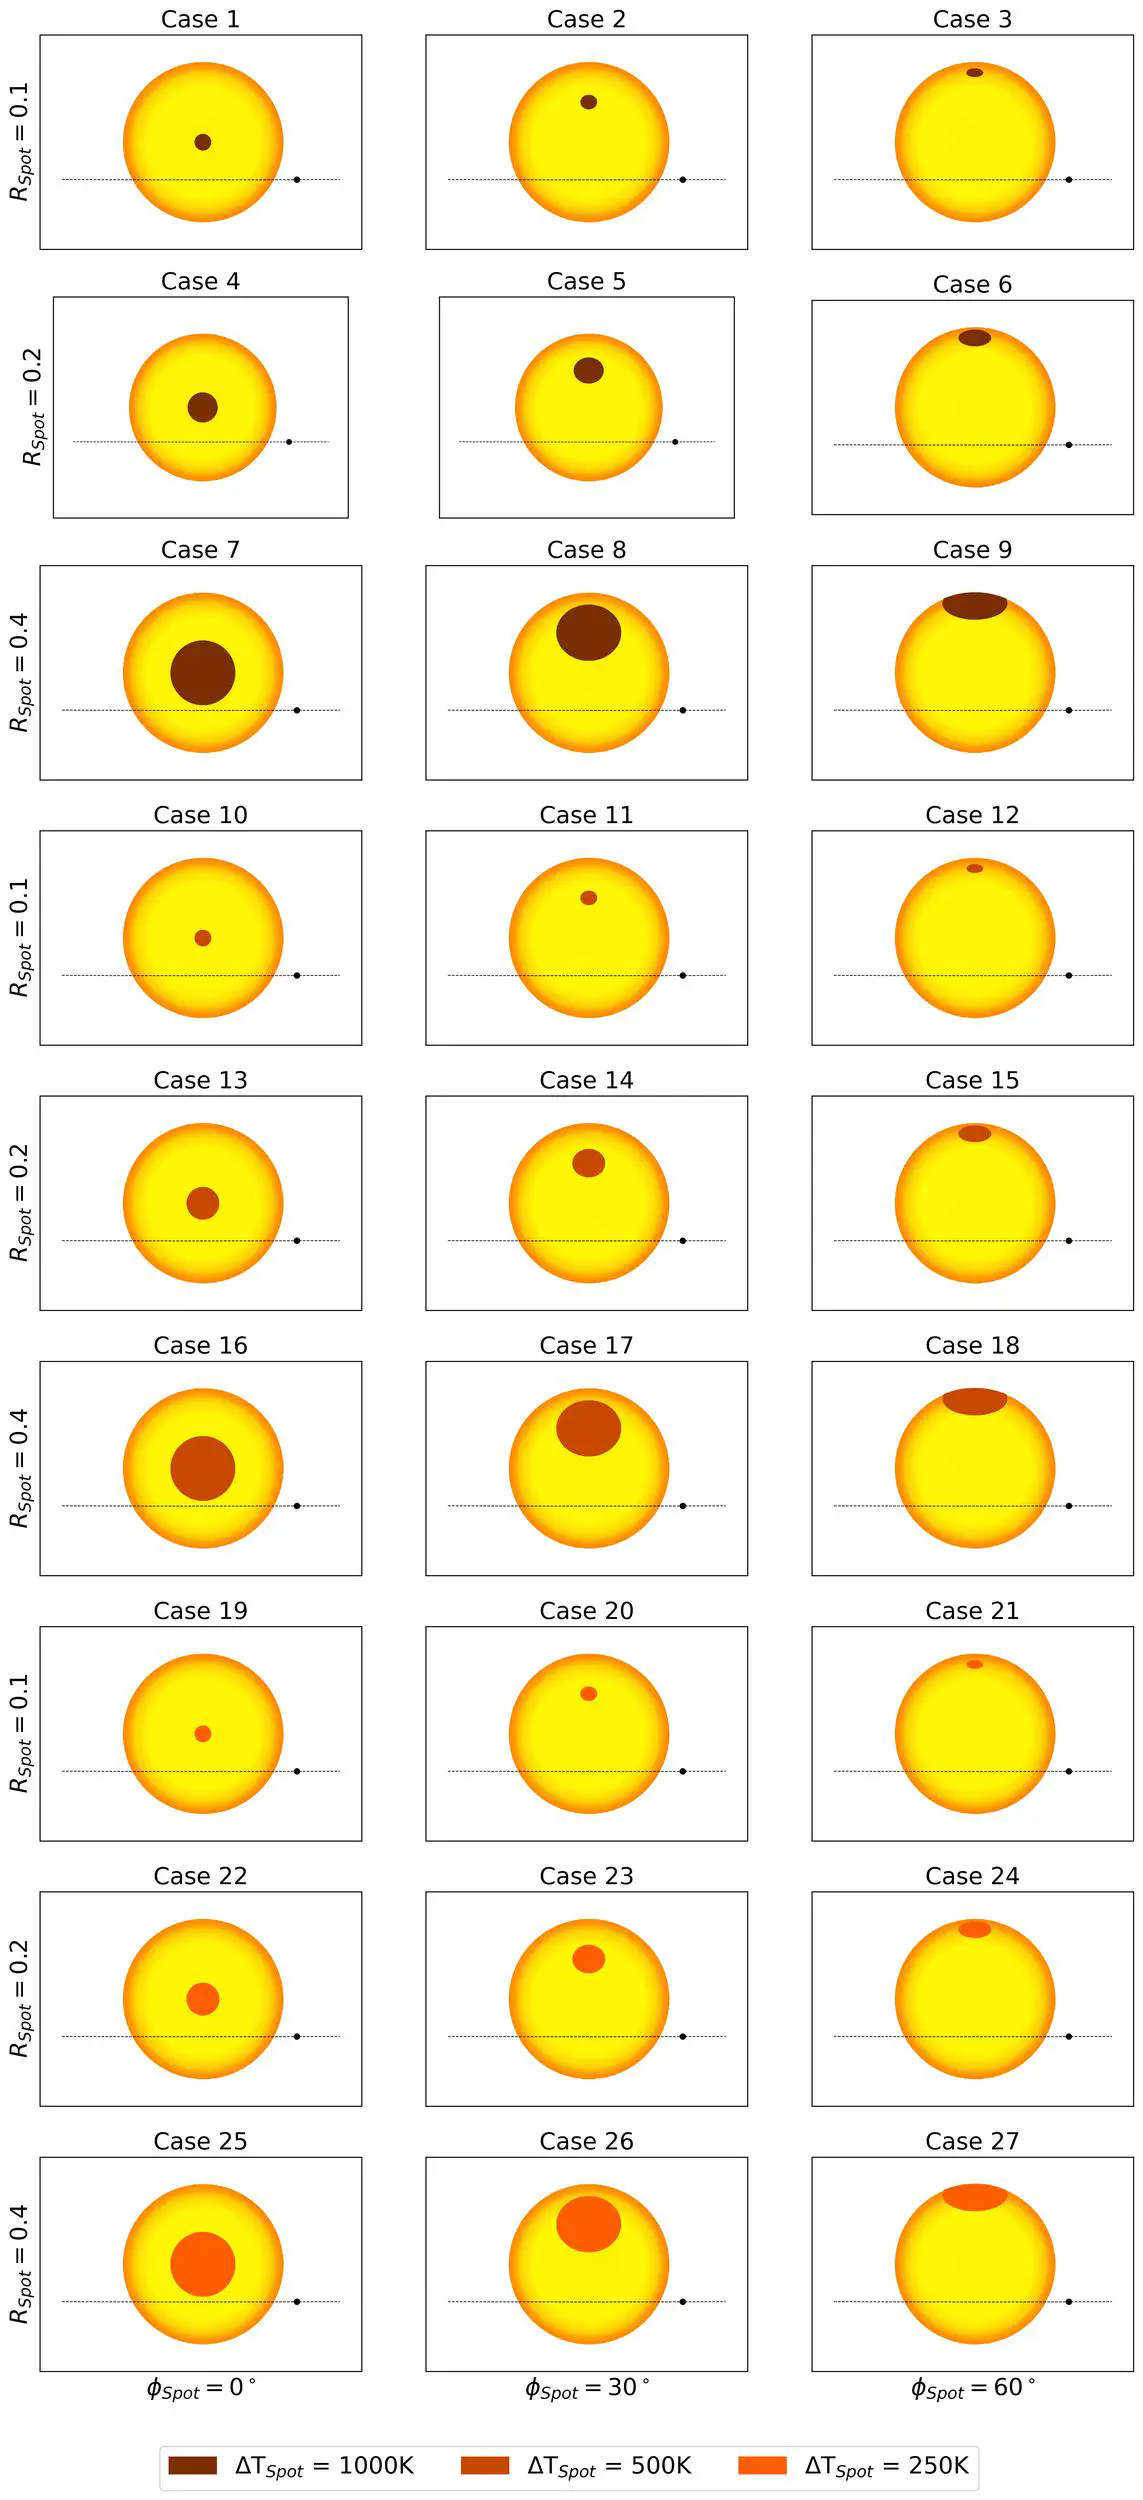 Case 1 Case 2 Case 3
R_Spot = 0.1
Case 4 Case 5 Case 6
R_Spot = 0.2
Case 7 Case 8 Case 9
R_Spot = 0.4
Case 10 Case 11 Case 12
R_Spot = 0.1
Case 13 Case 14 Case 15
R_Spot = 0.2
Case 16 Case 17 Case 18
R_Spot = 0.4
Case 19 Case 20 Case 21
R_Spot = 0.1
Case 22 Case 23 Case 24
R_Spot = 0.2
Case 25 Case 26 Case 27
R_Spot = 0.4
ϕ_Spot = 0° ϕ_Spot = 30° ϕ_Spot = 60°
ΔT_Spot = 1000K ΔT_Spot = 500K ΔT_Spot = 250K